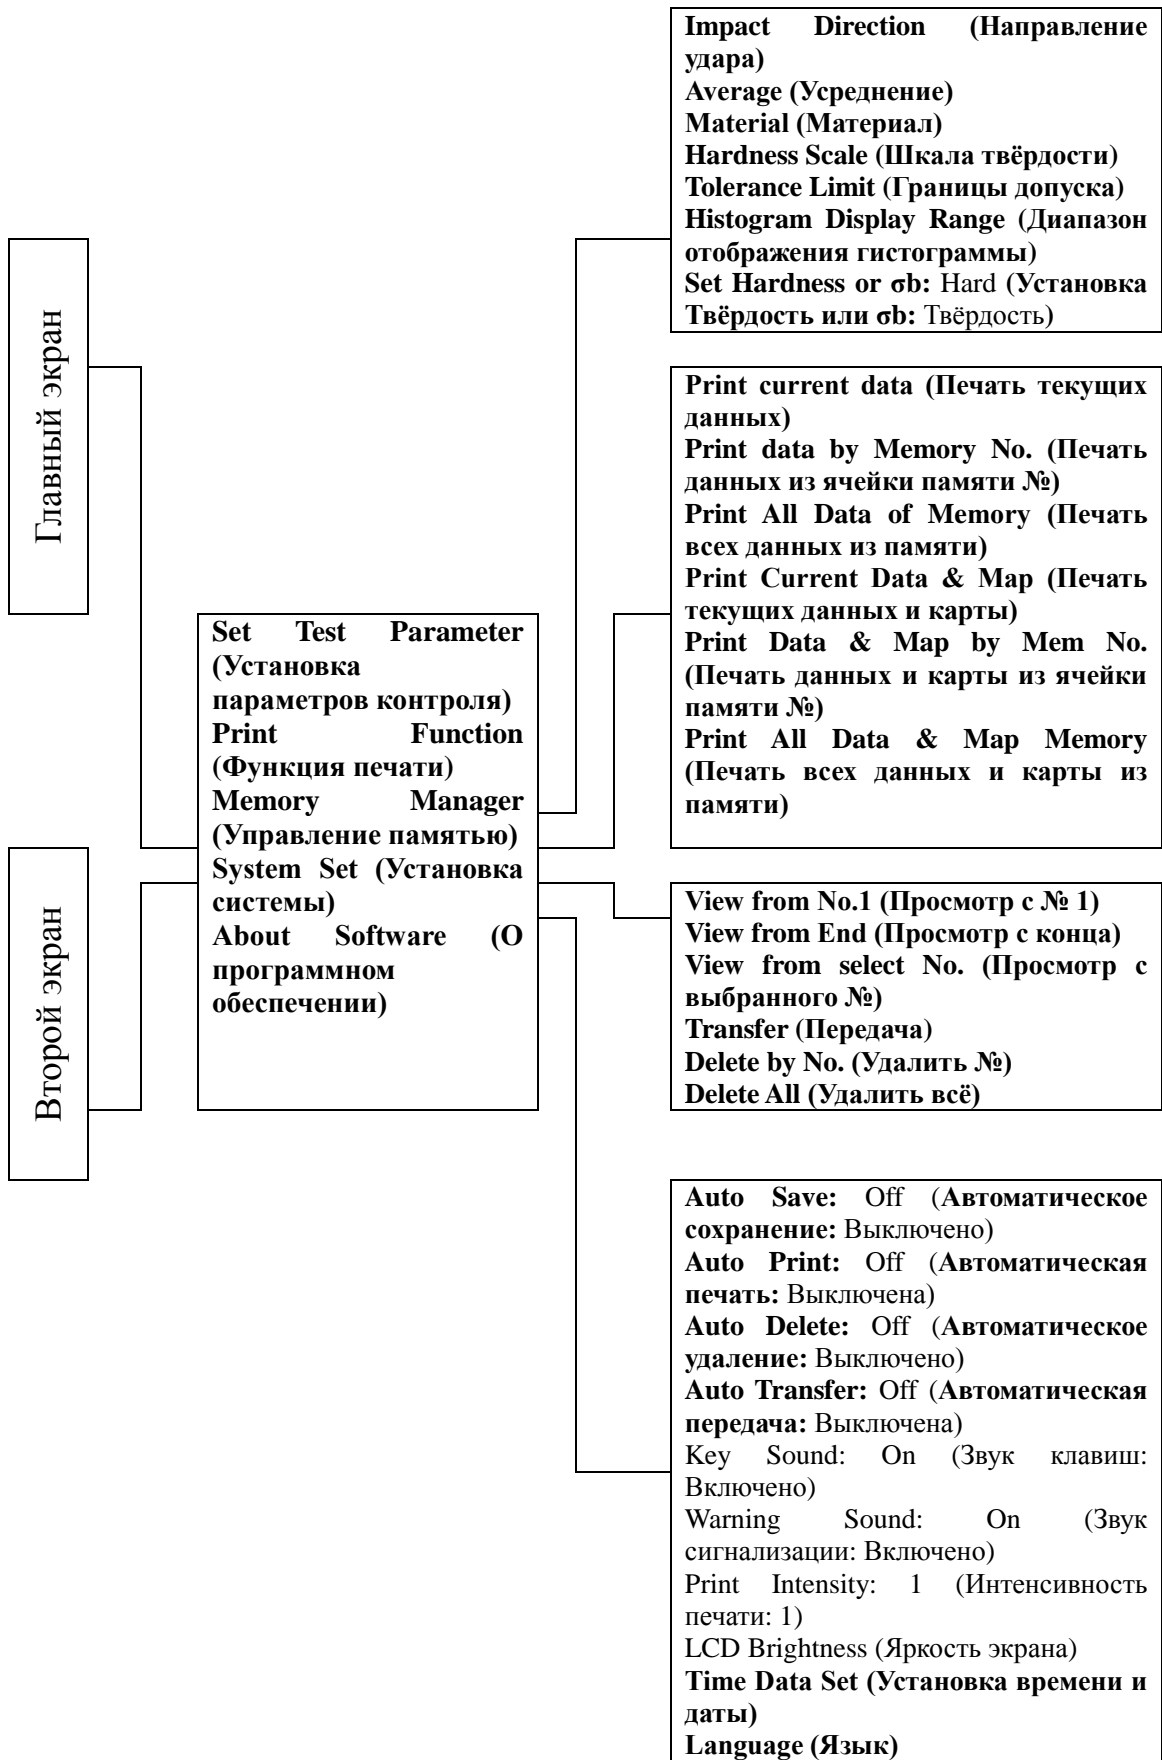 Главный экран
Второй экран
Set Test Parameter
(Установка
параметров контроля)
Print Function
(Функция печати)
Memory Manager
(Управление памятью)
System Set (Установка
системы)
About Software (О
программном
обеспечении)
Impact Direction (Направление
удара)
Average (Усреднение)
Material (Материал)
Hardness Scale (Шкала твёрдости)
Tolerance Limit (Границы допуска)
Histogram Display Range (Диапазон
отображения гистограммы)
Set Hardness or σb: Hard (Установка
Твёрдость или σb: Твёрдость)
Print current data (Печать текущих
данных)
Print data by Memory No. (Печать
данных из ячейки памяти №)
Print All Data of Memory (Печать
всех данных из памяти)
Print Current Data & Map (Печать
текущих данных и карты)
Print Data & Map by Mem No.
(Печать данных и карты из ячейки
памяти №)
Print All Data & Map Memory
(Печать всех данных и карты из
памяти)
View from No.1 (Просмотр с № 1)
View from End (Просмотр с конца)
View from select No. (Просмотр с
выбранного №)
Transfer (Передача)
Delete by No. (Удалить №)
Delete All (Удалить всё)
Auto Save: Off (Автоматическое
сохранение: Выключено)
Auto Print: Off (Автоматическая
печать: Выключена)
Auto Delete: Off (Автоматическое
удаление: Выключено)
Auto Transfer: Off (Автоматическая
передача: Выключена)
Key Sound: On (Звук клавиш:
Включено)
Warning Sound: On (Звук
сигнализации: Включено)
Print Intensity: 1 (Интенсивность
печати: 1)
LCD Brightness (Яркость экрана)
Time Data Set (Установка времени и
даты)
Language (Язык)